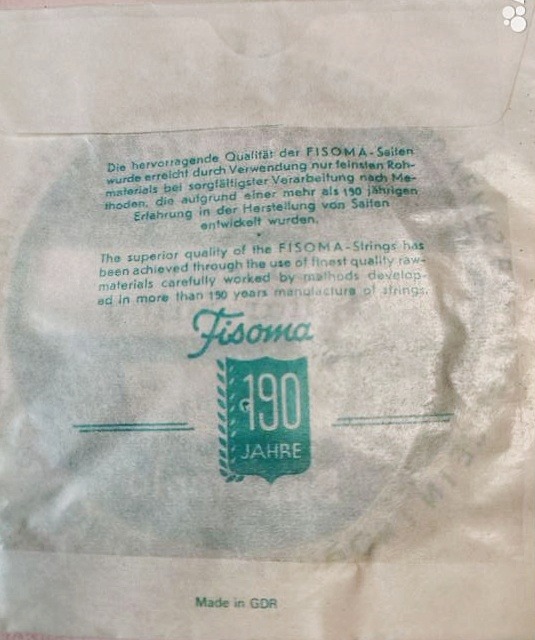 Die hervorragende Qualität der FISOMA-Saiten
wurde erreicht durch Verwendung nur feinsten Roh-
materials bei sorgfältigster Verarbeitung nach Me-
thoden, die aufgrund einer mehr als 190 jährigen
Erfahrung in der Herstellung von Saiten
entwickelt wurden.
The superior quality of the FISOMA-Strings has
been achieved through the use of finest quality raw-
materials carefully worked by methods develop-
ed in more than 190 years manufacture of strings.
Fisoma
190
JAHRE
Made in GDR